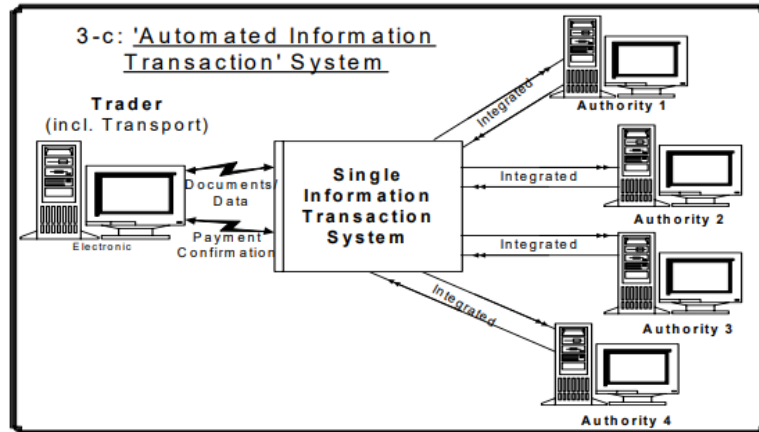 3-c: 'Automated Information
Transaction' System
Trader
(incl. Transport)
Electronic
Documents/
Data
Payment
Confirmation
Single
Information
Transaction
System
Integrated
Authority 1
Integrated
Authority 2
Integrated
Authority 3
Integrated
Authority 4